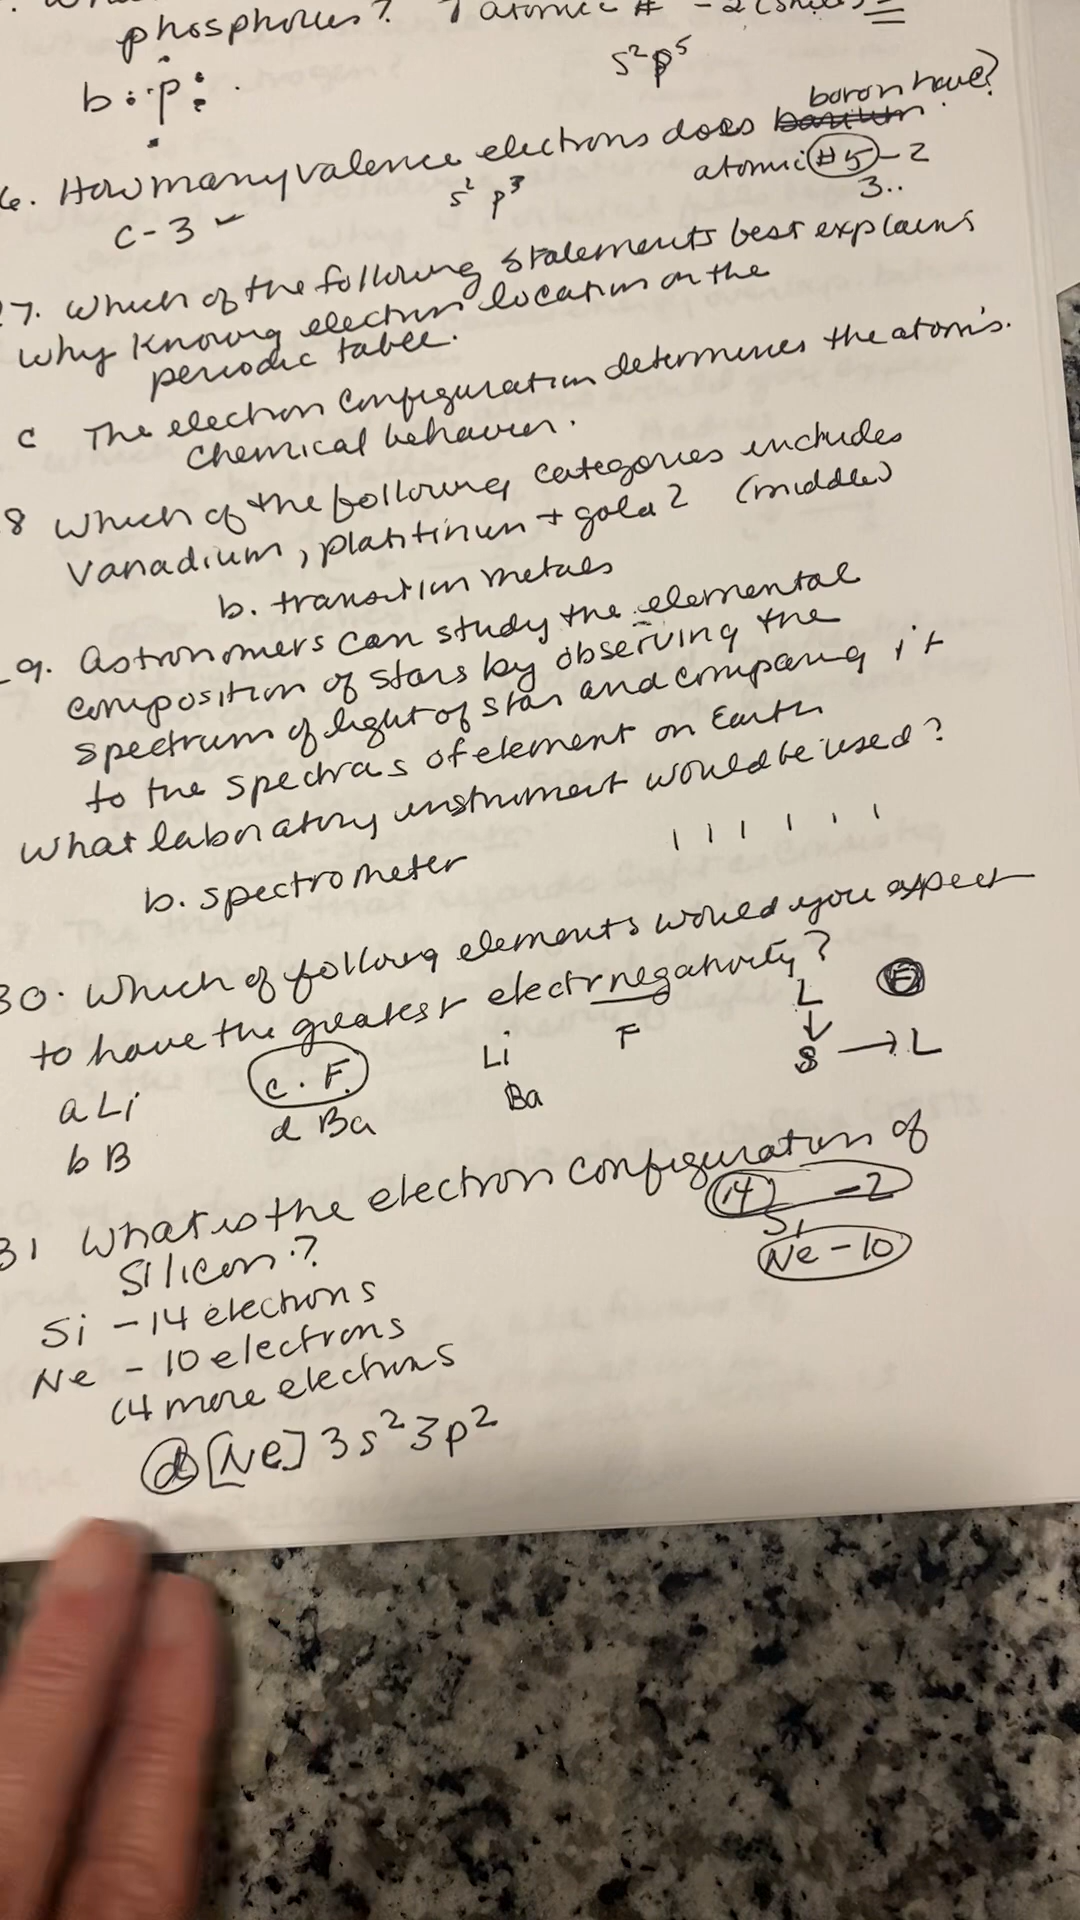 phosphorus? atomic # - 2 (
b :p: s²p⁵
6. How many valence electrons does boron have?
atomic #5 - 2
c - 3 s² p³ 3..
7. Which of the following statements best explains
why knowing electron location on the
periodic table.
c The electron configuration determines the atom's.
chemical behavior.
8 Which of the following categories includes
Vanadium, platitinum + gold? (middle)
b. transition metals
9. Astronomers can study the elemental
composition of stars by observing the
spectrum of light of star and comparing it
to the spectras of element on Earth
What laboratory instrument would be used?
b. spectrometer
30. Which of following elements would you expect
to have the greatest electrnegativity?
a Li c. F. Li F L F
b B d Ba Ba S → L
31 What is the electron configuration of
Silicon? 14 - 2
Si
Si - 14 electrons Ne - 10
Ne - 10 electrons
(4 more electrons
d [Ne] 3s² 3p²